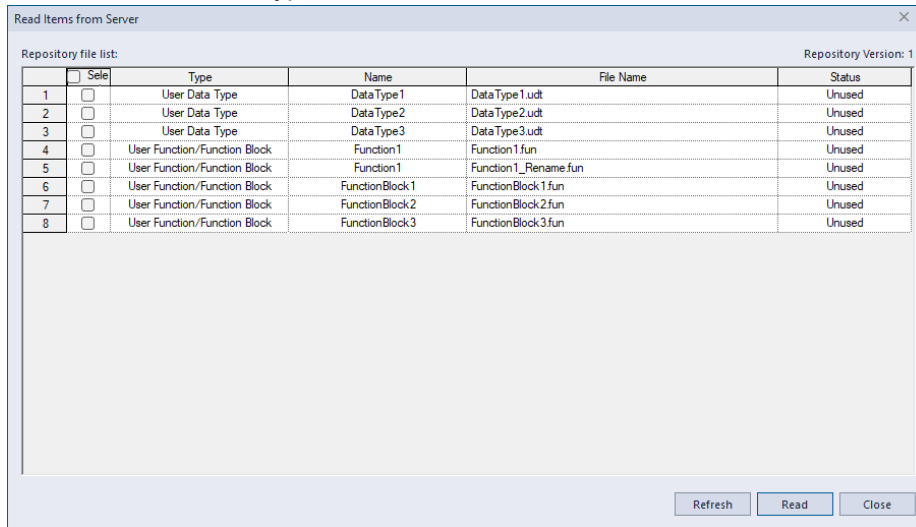 Read Items from Server
Repository file list: Repository Version: 1
Sele Type Name File Name Status
1 User Data Type DataType1 DataType1.udt Unused
2 User Data Type DataType2 DataType2.udt Unused
3 User Data Type DataType3 DataType3.udt Unused
4 User Function/Function Block Function1 Function1.fun Unused
5 User Function/Function Block Function1 Function1_Rename.fun Unused
6 User Function/Function Block FunctionBlock1 FunctionBlock1.fun Unused
7 User Function/Function Block FunctionBlock2 FunctionBlock2.fun Unused
8 User Function/Function Block FunctionBlock3 FunctionBlock3.fun Unused
Refresh Read Close